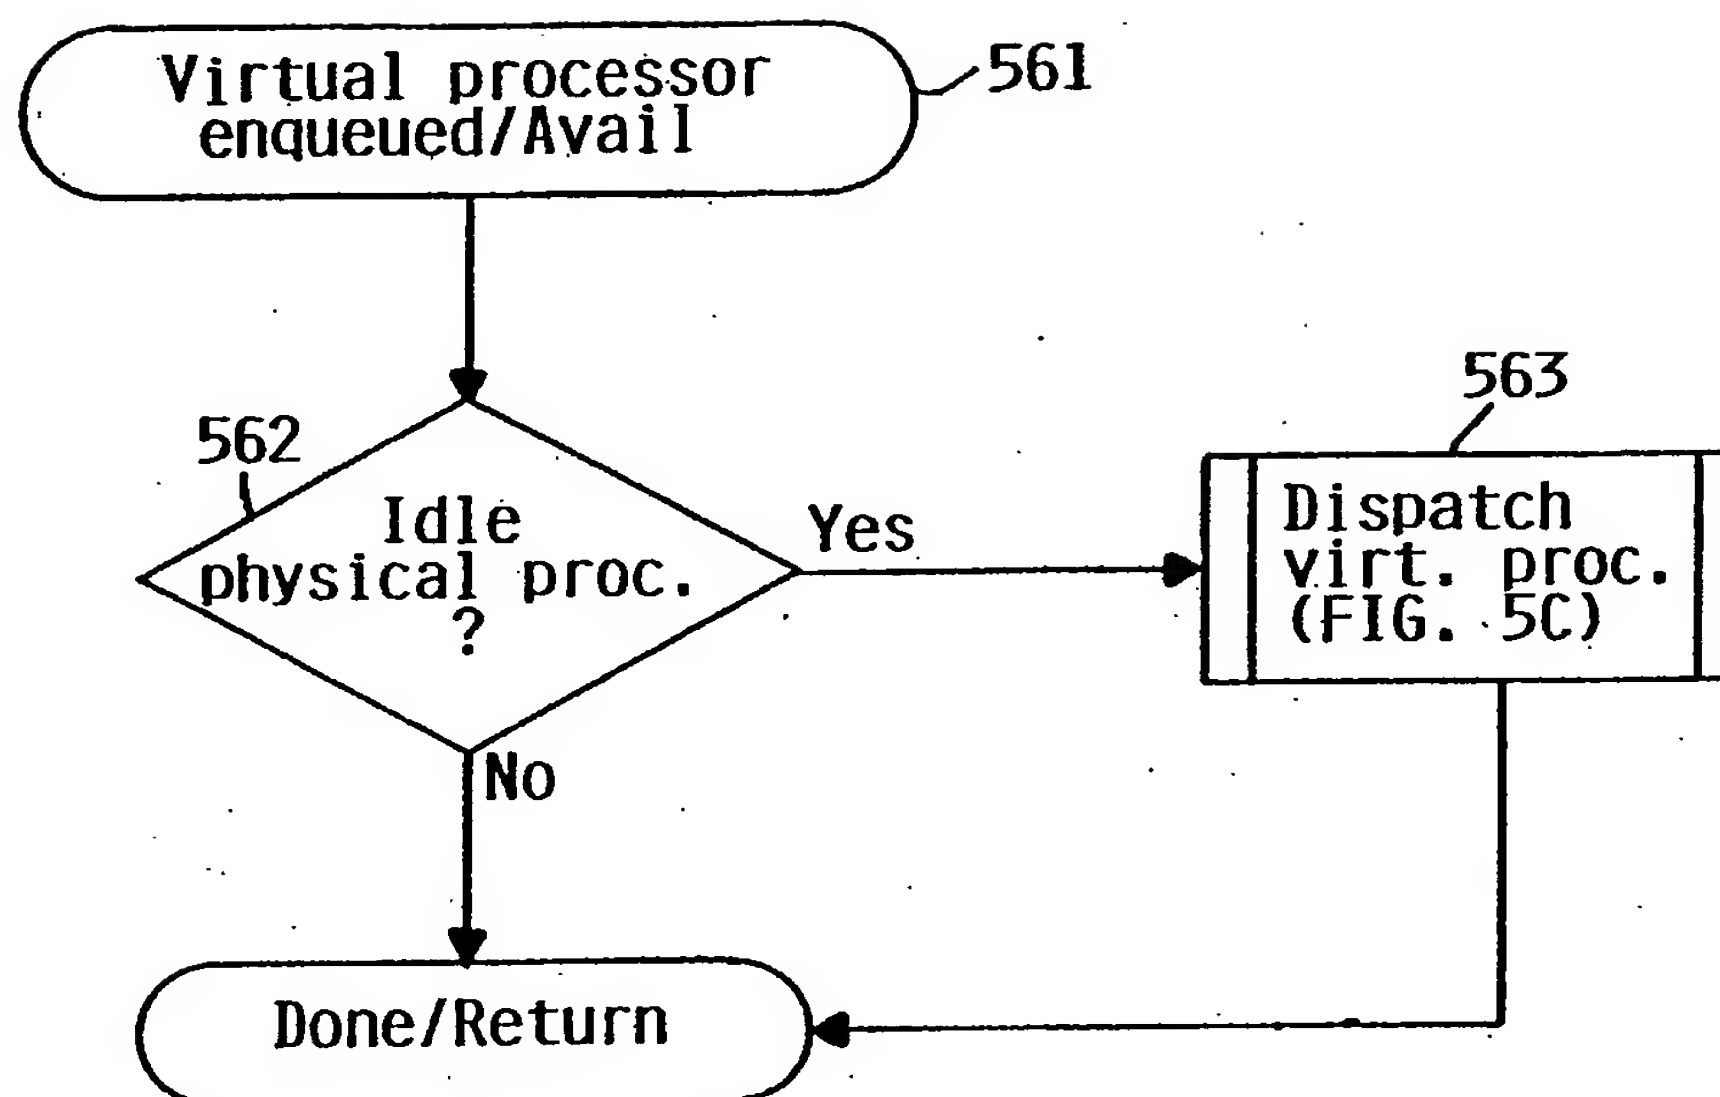 Virtual processor
enqueued/Avail
561
562
Idle
physical proc.
?
Yes
563
Dispatch
virt. proc.
(FIG. 5C)
No
Done/Return